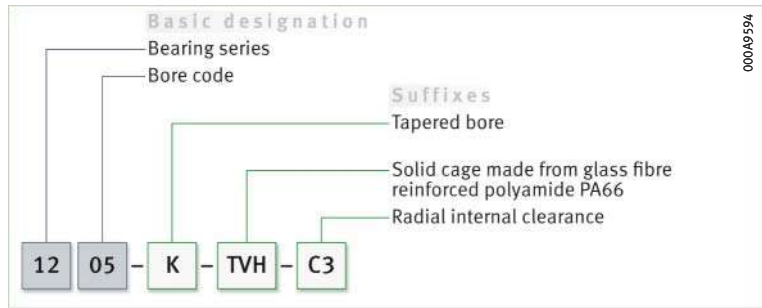 Basic designation
Bearing series
Bore code
Suffixes
Tapered bore
Solid cage made from glass fibre
reinforced polyamide PA66
Radial internal clearance
12 05 – K – TVH – C3
000A9594